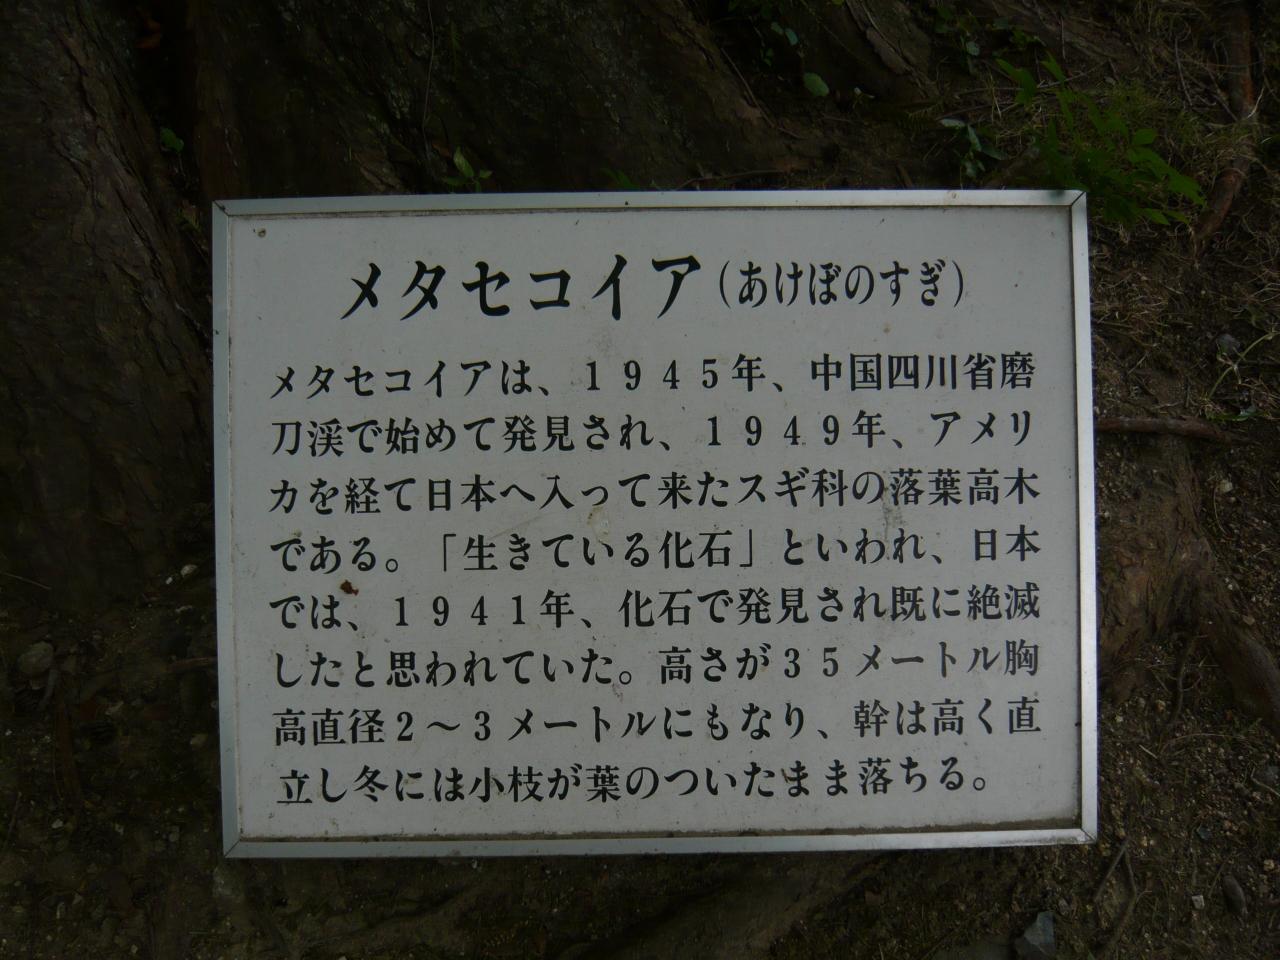 メタセコイア(あけぼのすぎ)
メタセコイアは、1945年、中国四川省磨
刀渓で始めて発見され、1949年、アメリ
カを経て日本へ入って来たスギ科の落葉高木
である。「生きている化石」といわれ、日本
では、1941年、化石で発見され既に絶滅
したと思われていた。高さが35メートル胸
高直径2〜3メートルにもなり、幹は高く直
立し冬には小枝が葉のついたまま落ちる。